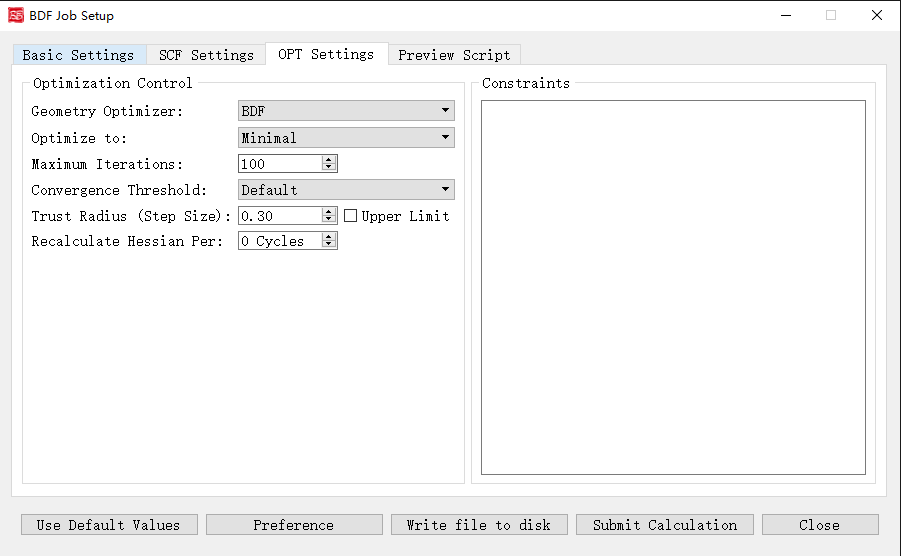 BDF Job Setup
Basic Settings SCF Settings OPT Settings Preview Script
Optimization Control
Geometry Optimizer: BDF
Optimize to: Minimal
Maximum Iterations: 100
Convergence Threshold: Default
Trust Radius (Step Size): 0.30 Upper Limit
Recalculate Hessian Per: 0 Cycles
Constraints
Use Default Values Preference Write file to disk Submit Calculation Close